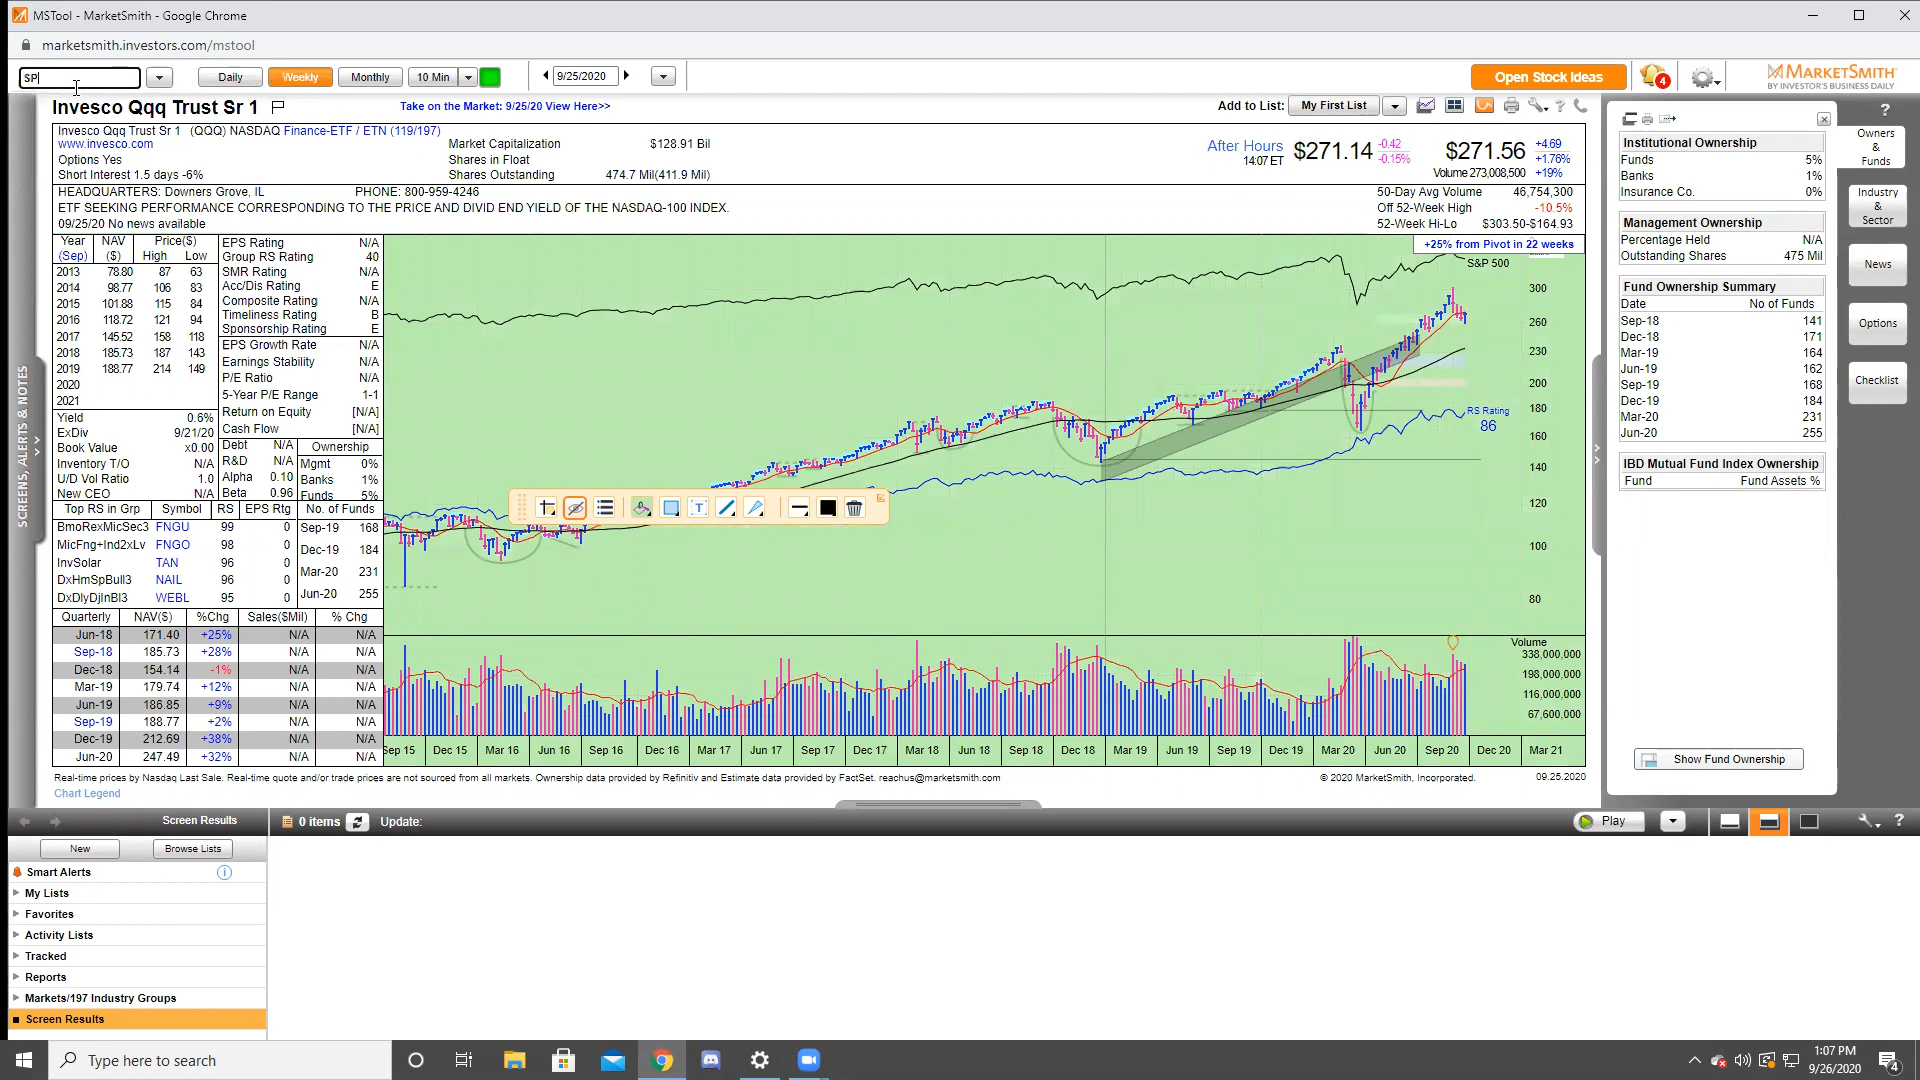 MSTool - MarketSmith - Google Chrome
marketsmith.investors.com/mstool
SP
Daily
Weekly
Monthly
10 Min
9/25/2020
Open Stock Ideas
4
MARKETSMITH
BY INVESTOR'S BUSINESS DAILY
Invesco Qqq Trust Sr 1
Take on the Market: 9/25/20 View Here>>
Add to List:
My First List
Invesco Qqq Trust Sr 1 (QQQ) NASDAQ Finance-ETF / ETN (119/197)
www.invesco.com
Options Yes
Short Interest 1.5 days -6%
Market Capitalization $128.91 Bil
Shares in Float
Shares Outstanding 474.7 Mil(411.9 Mil)
After Hours
14:07 ET
$271.14 -0.42
-0.15%
$271.56 +4.69
+1.76%
Volume 273,008,500 +19%
HEADQUARTERS: Downers Grove, IL PHONE: 800-959-4246
ETF SEEKING PERFORMANCE CORRESPONDING TO THE PRICE AND DIVID END YIELD OF THE NASDAQ-100 INDEX.
09/25/20 No news available
50-Day Avg Volume 46,754,300
Off 52-Week High -10.5%
52-Week Hi-Lo $303.50-$164.93
Year NAV Price($)
(Sep) ($) High Low
2013 78.80 87 63
2014 98.77 106 83
2015 101.88 115 84
2016 118.72 121 94
2017 145.52 158 118
2018 185.73 187 143
2019 188.77 214 149
2020
2021
Yield 0.6%
ExDiv 9/21/20
Book Value x0.00
Inventory T/O N/A
U/D Vol Ratio 1.0
New CEO N/A
EPS Rating N/A
Group RS Rating 40
SMR Rating N/A
Acc/Dis Rating E
Composite Rating N/A
Timeliness Rating B
Sponsorship Rating E
EPS Growth Rate N/A
Earnings Stability N/A
P/E Ratio N/A
5-Year P/E Range 1-1
Return on Equity [N/A]
Cash Flow [N/A]
Debt N/A
R&D N/A
Alpha 0.10
Beta 0.96
Ownership
Mgmt 0%
Banks 1%
Funds 5%
Top RS in Grp Symbol RS EPS Rtg
BmoRexMicSec3 FNGU 99 0
MicFng+Ind2xLv FNGO 98 0
InvSolar TAN 96 0
DxHmSpBull3 NAIL 96 0
DxDlyDjInBl3 WEBL 95 0
No. of Funds
Sep-19 168
Dec-19 184
Mar-20 231
Jun-20 255
Quarterly NAV($) %Chg Sales($Mil) % Chg
Jun-18 171.40 +25% N/A N/A
Sep-18 185.73 +28% N/A N/A
Dec-18 154.14 -1% N/A N/A
Mar-19 179.74 +12% N/A N/A
Jun-19 186.85 +9% N/A N/A
Sep-19 188.77 +2% N/A N/A
Dec-19 212.69 +38% N/A N/A
Jun-20 247.49 +32% N/A N/A
+25% from Pivot in 22 weeks
S&P 500
300
260
230
200
180
160
140
120
100
80
RS Rating
86
T
Volume
338,000,000
198,000,000
116,000,000
67,600,000
Sep 15 Dec 15 Mar 16 Jun 16 Sep 16 Dec 16 Mar 17 Jun 17 Sep 17 Dec 17 Mar 18 Jun 18 Sep 18 Dec 18 Mar 19 Jun 19 Sep 19 Dec 19 Mar 20 Jun 20 Sep 20 Dec 20 Mar 21
Real-time prices by Nasdaq Last Sale. Real-time quote and/or trade prices are not sourced from all markets. Ownership data provided by Refinitiv and Estimate data provided by FactSet. reachus@marketsmith.com
© 2020 MarketSmith, Incorporated.
09.25.2020
Chart Legend
SCREENS, ALERTS & NOTES
Institutional Ownership
Funds 5%
Banks 1%
Insurance Co. 0%
Management Ownership
Percentage Held N/A
Outstanding Shares 475 Mil
Fund Ownership Summary
Date No of Funds
Sep-18 141
Dec-18 171
Mar-19 164
Jun-19 162
Sep-19 168
Dec-19 184
Mar-20 231
Jun-20 255
IBD Mutual Fund Index Ownership
Fund Fund Assets %
Show Fund Ownership
?
Owners
&
Funds
Industry
&
Sector
News
Options
Checklist
Screen Results
0 items
Update:
Play
?
New
Browse Lists
Smart Alerts
My Lists
Favorites
Activity Lists
Tracked
Reports
Markets/197 Industry Groups
Screen Results
Type here to search
1:07 PM
9/26/2020
4